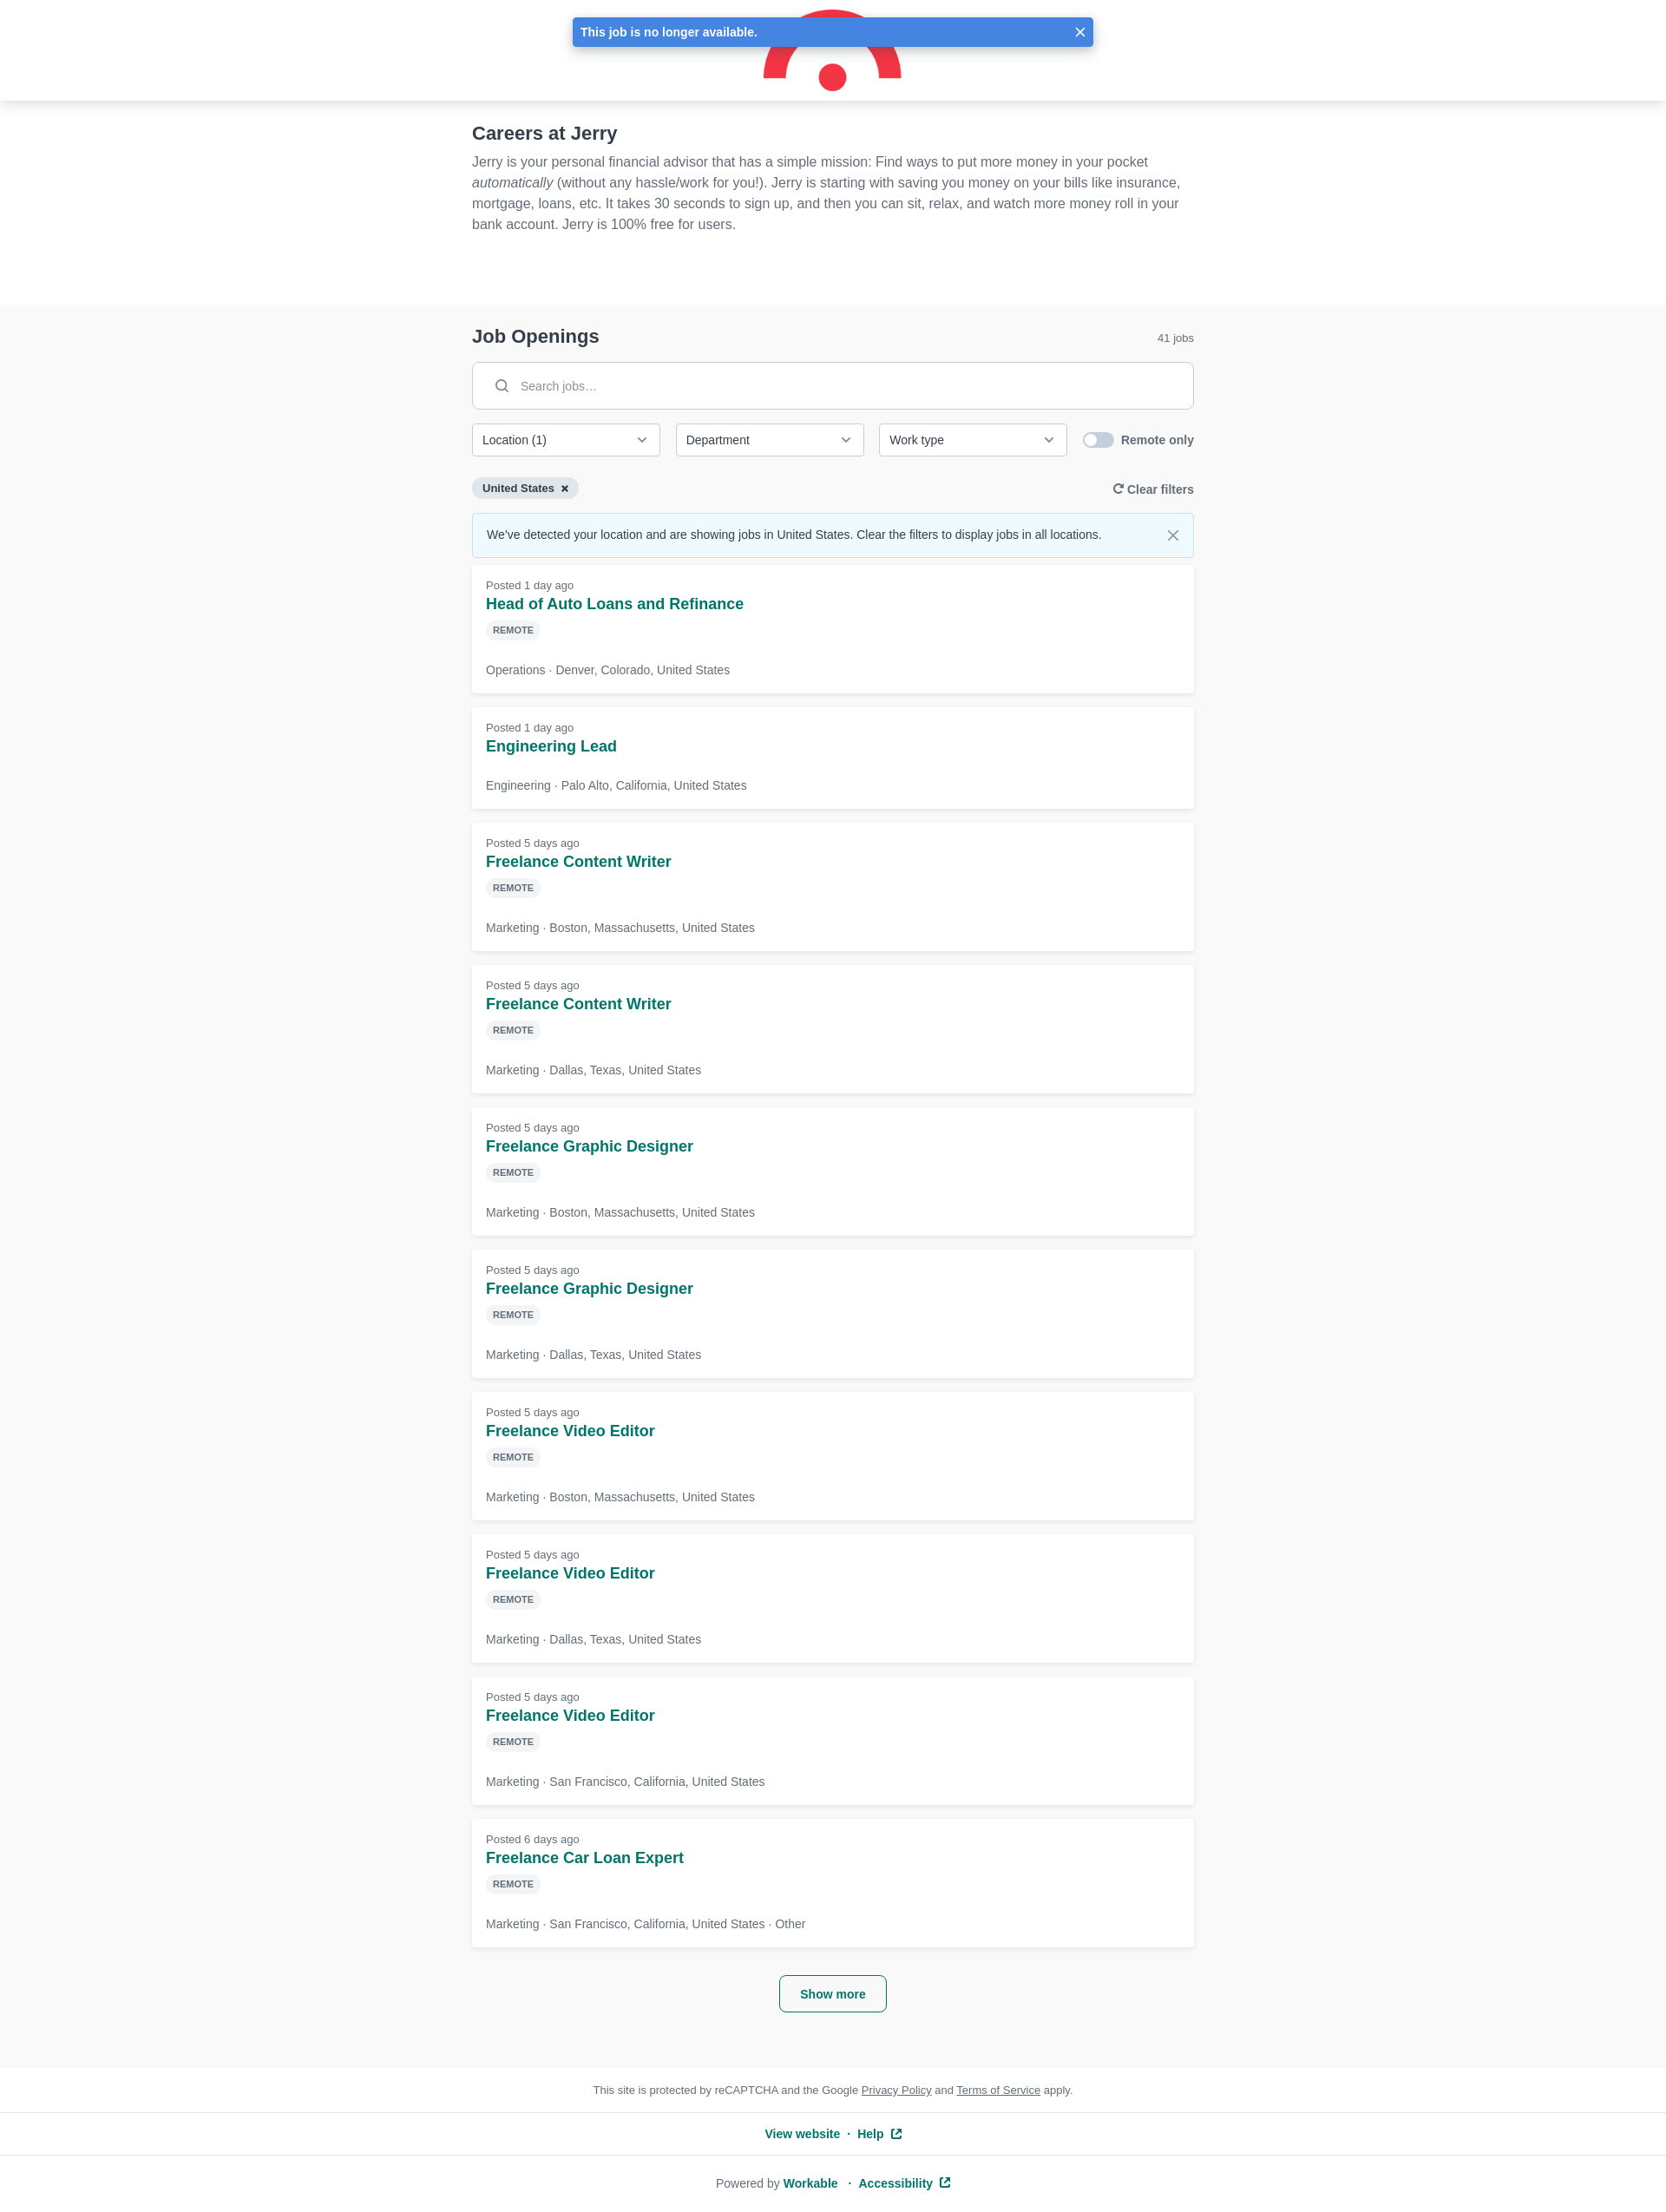 This job is no longer available.
Careers at Jerry
Jerry is your personal financial advisor that has a simple mission: Find ways to put more money in your pocket
automatically (without any hassle/work for you!). Jerry is starting with saving you money on your bills like insurance,
mortgage, loans, etc. It takes 30 seconds to sign up, and then you can sit, relax, and watch more money roll in your
bank account. Jerry is 100% free for users.
Job Openings
41 jobs
Search jobs…
Location (1)
Department
Work type
Remote only
United States
Clear filters
We’ve detected your location and are showing jobs in United States. Clear the filters to display jobs in all locations.
Posted 1 day ago
Head of Auto Loans and Refinance
REMOTE
Operations · Denver, Colorado, United States
Posted 1 day ago
Engineering Lead
Engineering · Palo Alto, California, United States
Posted 5 days ago
Freelance Content Writer
REMOTE
Marketing · Boston, Massachusetts, United States
Posted 5 days ago
Freelance Content Writer
REMOTE
Marketing · Dallas, Texas, United States
Posted 5 days ago
Freelance Graphic Designer
REMOTE
Marketing · Boston, Massachusetts, United States
Posted 5 days ago
Freelance Graphic Designer
REMOTE
Marketing · Dallas, Texas, United States
Posted 5 days ago
Freelance Video Editor
REMOTE
Marketing · Boston, Massachusetts, United States
Posted 5 days ago
Freelance Video Editor
REMOTE
Marketing · Dallas, Texas, United States
Posted 5 days ago
Freelance Video Editor
REMOTE
Marketing · San Francisco, California, United States
Posted 6 days ago
Freelance Car Loan Expert
REMOTE
Marketing · San Francisco, California, United States · Other
Show more
This site is protected by reCAPTCHA and the Google Privacy Policy and Terms of Service apply.
View website · Help
Powered by Workable · Accessibility